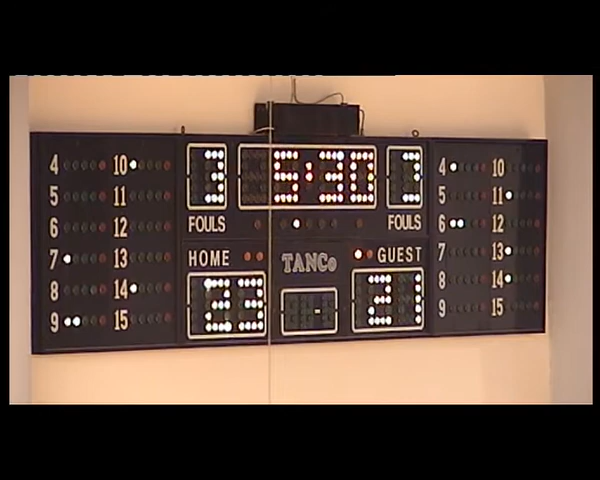 4 10 3 5:30 4 10
5 11 5 11
6 12 FOULS FOULS 6 12
7 13 HOME TANCo GUEST 7 13
8 14 23 21 8 14
9 15 - 9 15